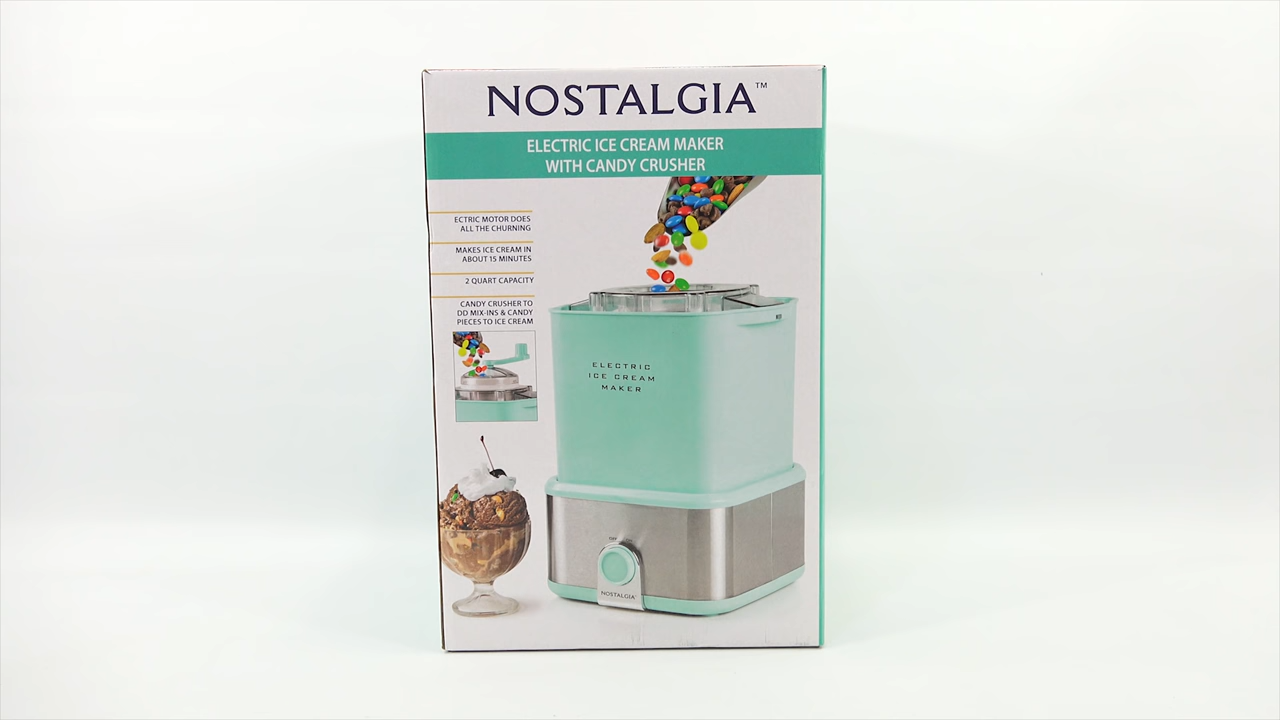 NOSTALGIA™
ELECTRIC ICE CREAM MAKER
WITH CANDY CRUSHER
ECTRIC MOTOR DOES
ALL THE CHURNING
MAKES ICE CREAM IN
ABOUT 15 MINUTES
2 QUART CAPACITY
CANDY CRUSHER TO
DD MIX-INS & CANDY
PIECES TO ICE CREAM
ELECTRIC
ICE CREAM
MAKER
NOSTALGIA